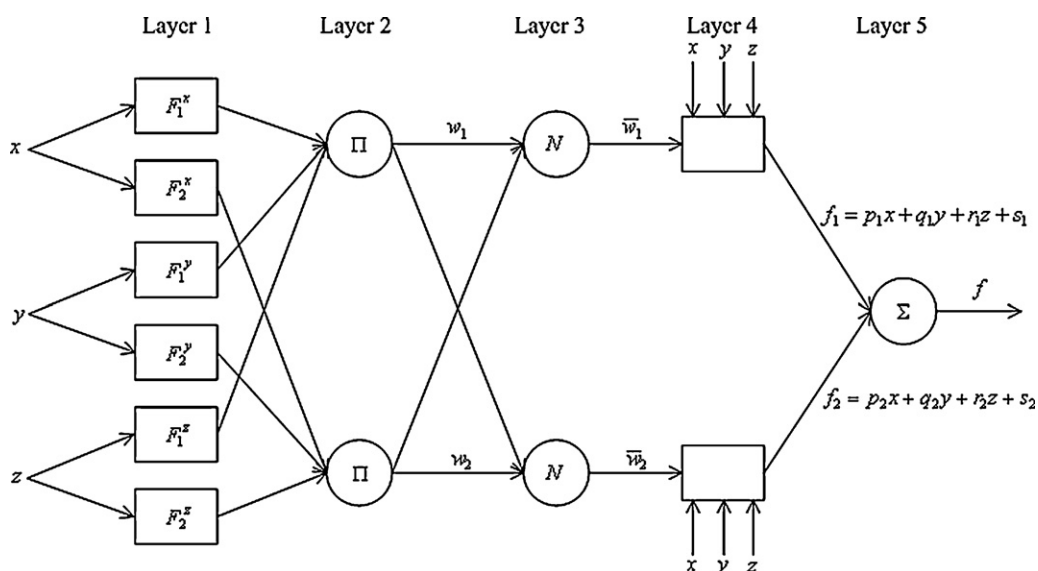 Layer 1 Layer 2 Layer 3 Layer 4 Layer 5
x y z
F₁ˣ
x
Π w₁ N w̅₁
F₂ˣ
f₁ = p₁x + q₁y + r₁z + s₁
F₁ʸ
y
Σ f
F₂ʸ
f₂ = p₂x + q₂y + r₂z + s₂
F₁ᶻ
z
Π w₂ N w̅₂
F₂ᶻ
x y z